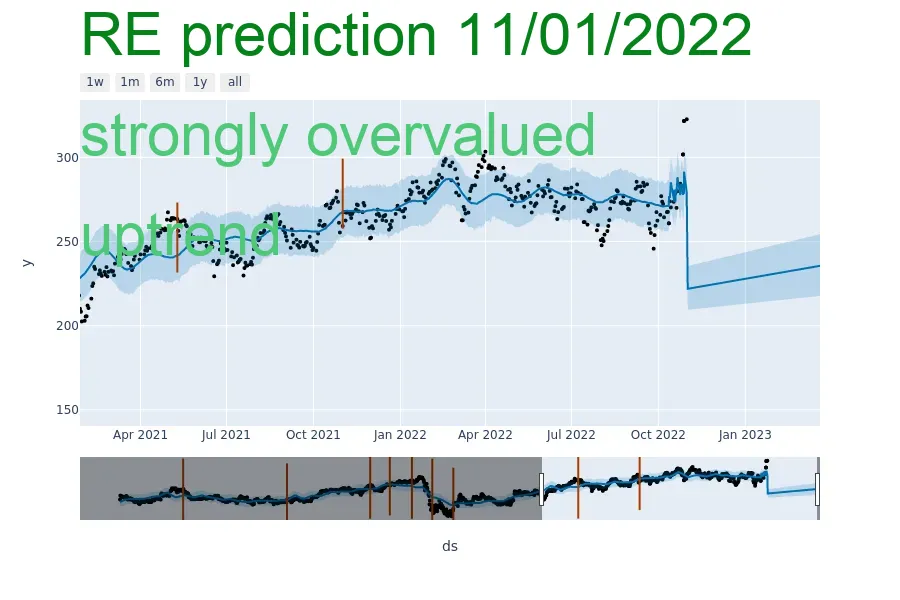 RE prediction 11/01/2022
1w 1m 6m 1y all
strongly overvalued
uptrend
300
250
200
150
y
Apr 2021 Jul 2021 Oct 2021 Jan 2022 Apr 2022 Jul 2022 Oct 2022 Jan 2023
ds